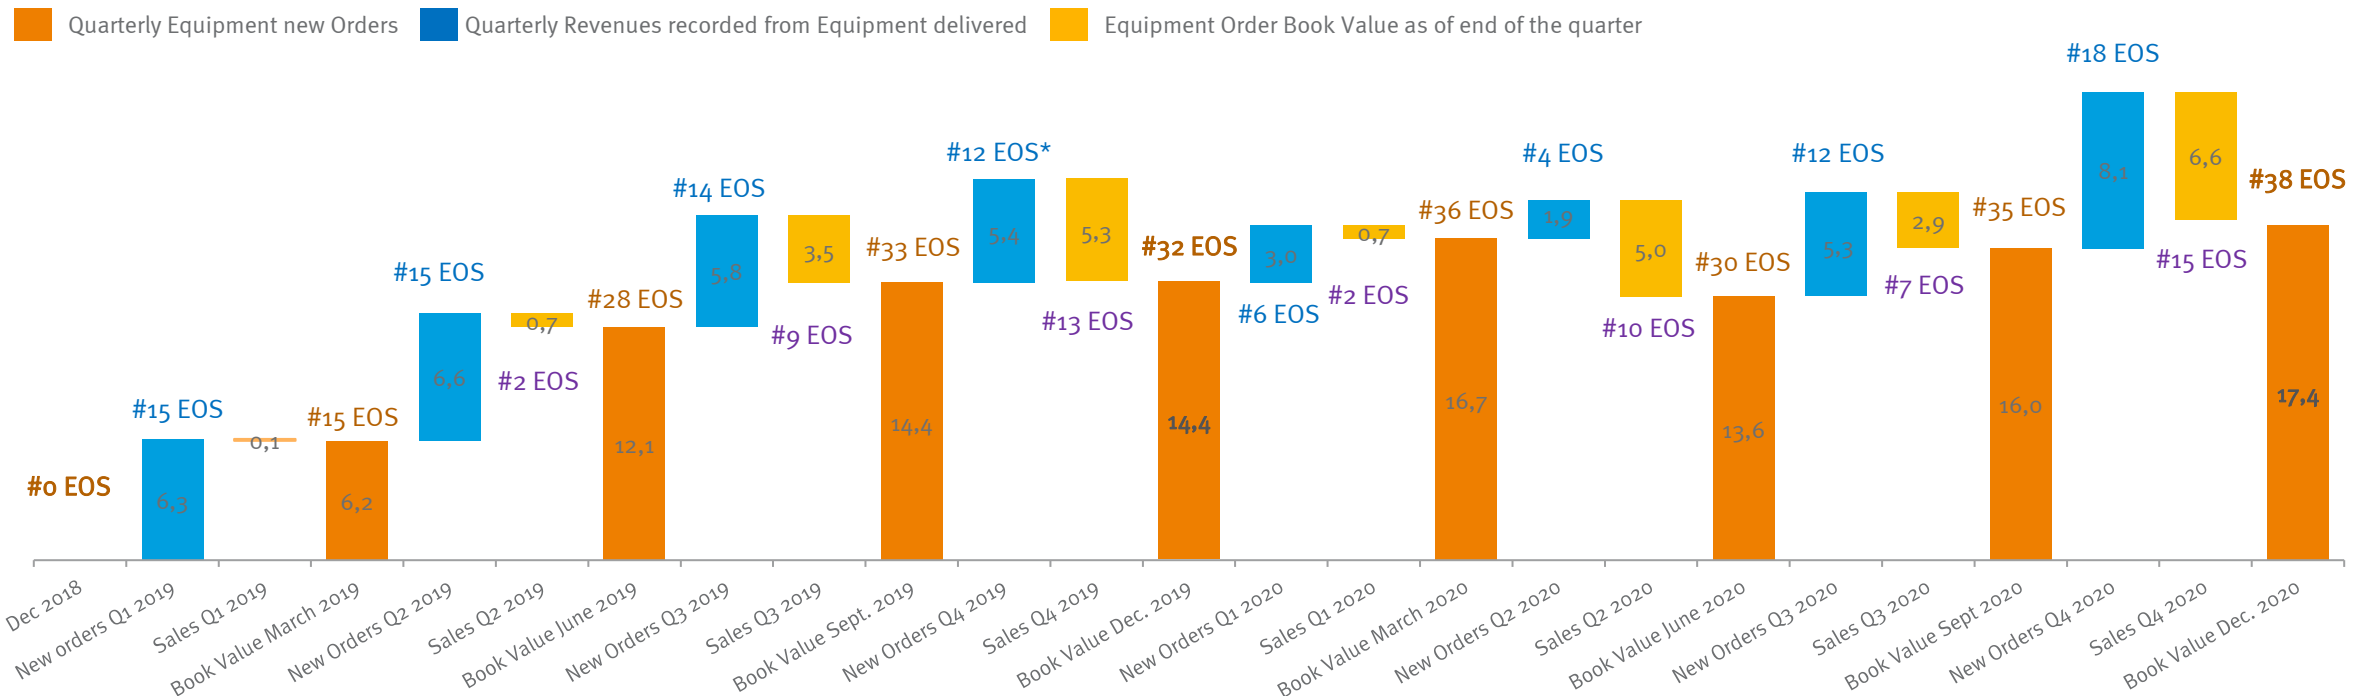 Quarterly Equipment new Orders
Quarterly Revenues recorded from Equipment delivered
Equipment Order Book Value as of end of the quarter
#0 EOS
#15 EOS
6,3
0,1
#15 EOS
6,2
#15 EOS
6,6
0,7
#2 EOS
#28 EOS
12,1
#14 EOS
5,8
3,5
#9 EOS
#33 EOS
14,4
#12 EOS*
5,4
5,3
#13 EOS
#32 EOS
14,4
3,0
#6 EOS
0,7
#2 EOS
#36 EOS
16,7
#4 EOS
1,9
5,0
#10 EOS
#30 EOS
13,6
#12 EOS
5,3
2,9
#7 EOS
#35 EOS
16,0
#18 EOS
8,1
6,6
#15 EOS
#38 EOS
17,4
Dec 2018
New orders Q1 2019
Sales Q1 2019
Book Value March 2019
New Orders Q2 2019
Sales Q2 2019
Book Value June 2019
New Orders Q3 2019
Sales Q3 2019
Book Value Sept. 2019
New Orders Q4 2019
Sales Q4 2019
Book Value Dec. 2019
New Orders Q1 2020
Sales Q1 2020
Book Value March 2020
New Orders Q2 2020
Sales Q2 2020
Book Value June 2020
New Orders Q3 2020
Sales Q3 2020
Book Value Sept 2020
New Orders Q4 2020
Sales Q4 2020
Book Value Dec. 2020